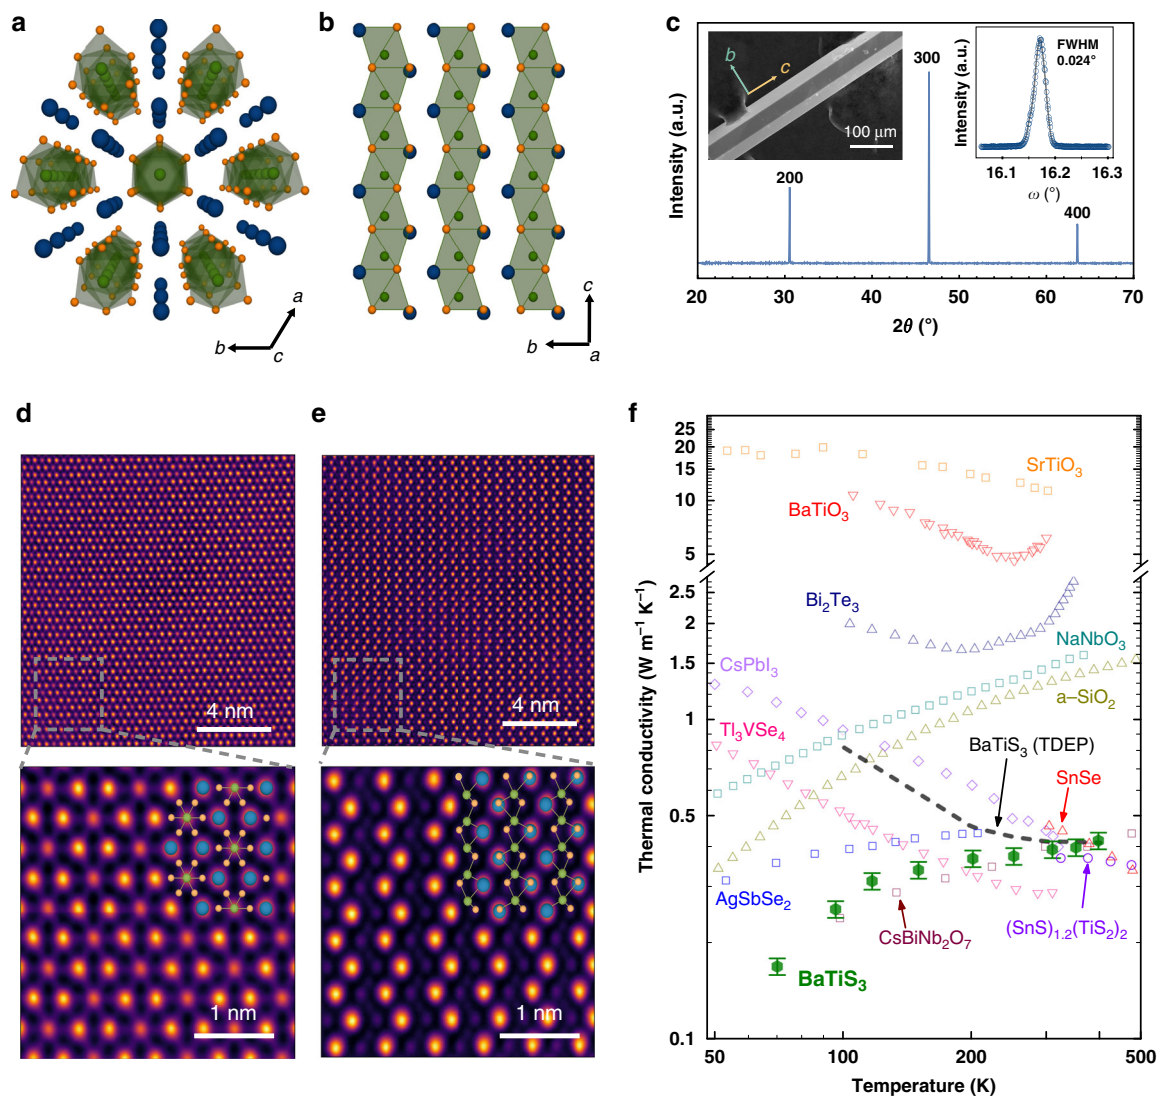 a
b
c
a
b
c
c
b
a
Intensity (a.u.)
b
c
100 μm
200
300
400
Intensity (a.u.)
FWHM
0.024°
16.1 16.2 16.3
ω (°)
20 30 40 50 60 70
2θ (°)
d
e
f
4 nm
4 nm
1 nm
1 nm
Thermal conductivity (W m⁻¹ K⁻¹)
25
20
15
10
5
2.5
2
1.5
1
0.5
0.1
SrTiO₃
BaTiO₃
Bi₂Te₃
NaNbO₃
CsPbI₃
a–SiO₂
Tl₃VSe₄
BaTiS₃ (TDEP)
SnSe
AgSbSe₂
CsBiNb₂O₇
(SnS)₁.₂(TiS₂)₂
BaTiS₃
50 100 200 500
Temperature (K)